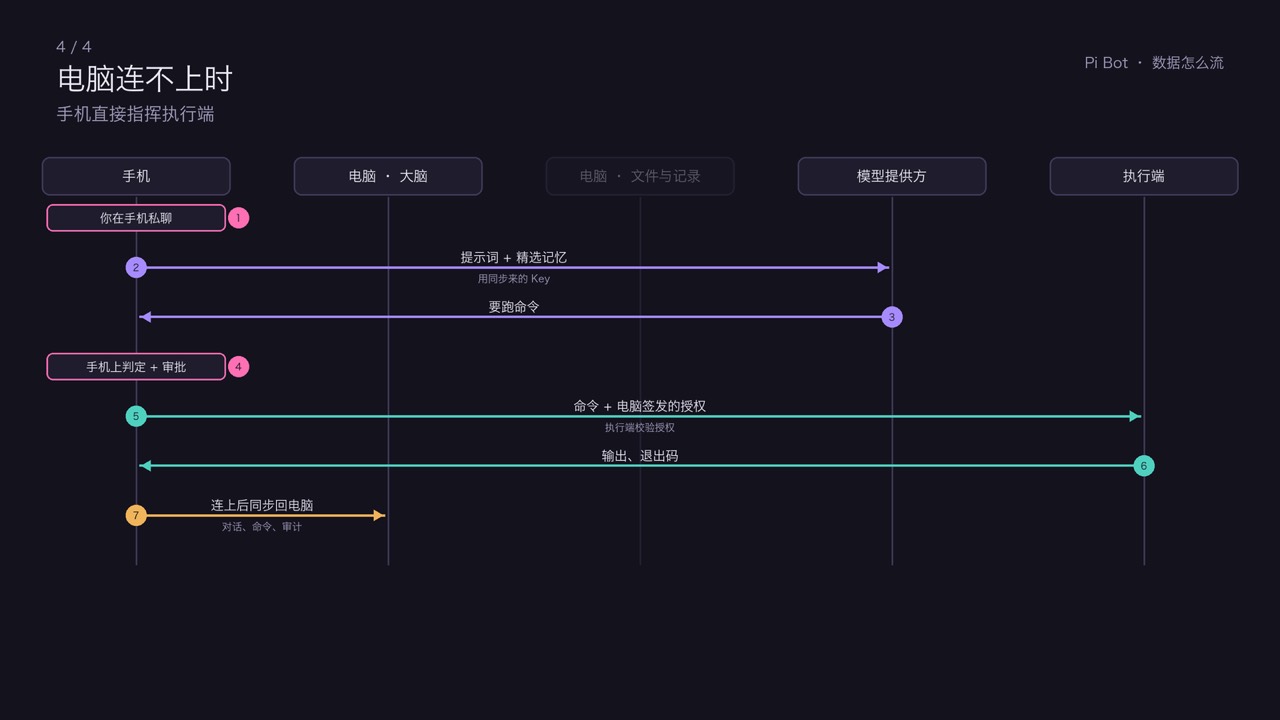 4 / 4
电脑连不上时
手机直接指挥执行端
Pi Bot · 数据怎么流
手机
电脑 · 大脑
电脑 · 文件与记录
模型提供方
执行端
你在手机私聊
1
提示词 + 精选记忆
2
用同步来的 Key
要跑命令
3
手机上判定 + 审批
4
命令 + 电脑签发的授权
5
执行端校验授权
输出、退出码
6
连上后同步回电脑
7
对话、命令、审计